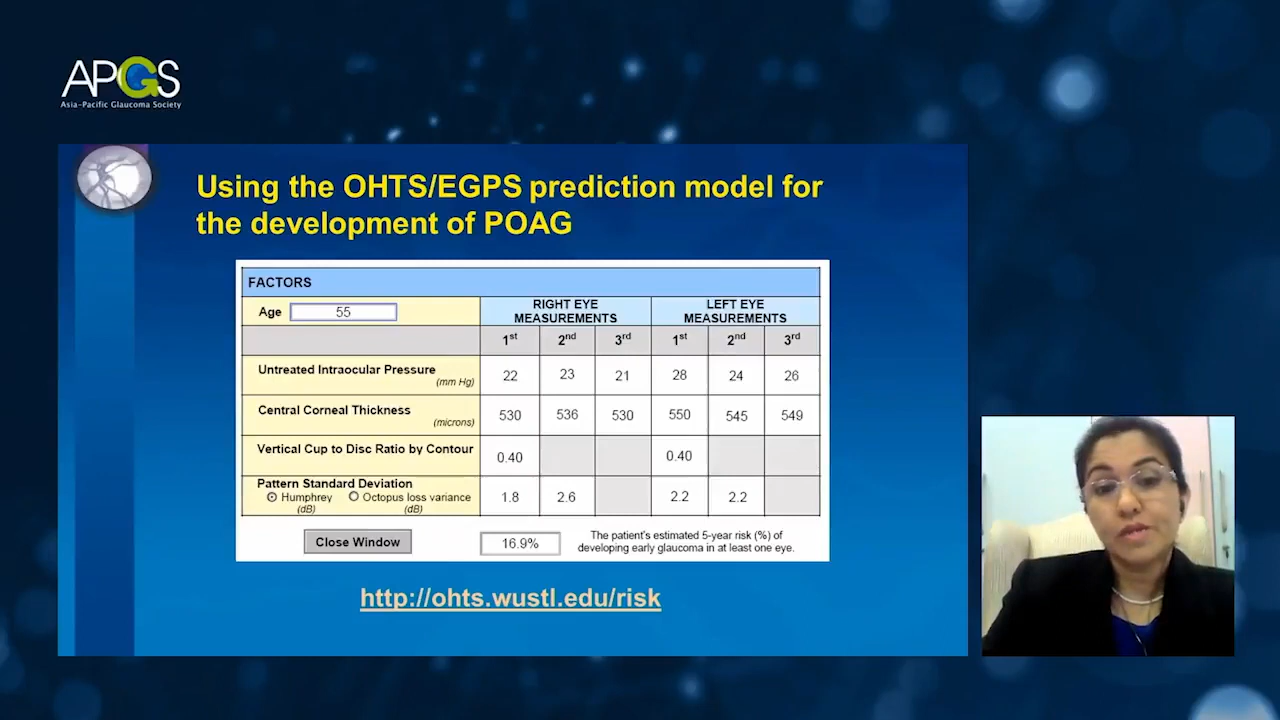 APGS
Asia-Pacific Glaucoma Society
Using the OHTS/EGPS prediction model for
the development of POAG
FACTORS
Age 55
RIGHT EYE
MEASUREMENTS
LEFT EYE
MEASUREMENTS
1st 2nd 3rd 1st 2nd 3rd
Untreated Intraocular Pressure
(mm Hg)
22 23 21 28 24 26
Central Corneal Thickness
(microns)
530 536 530 550 545 549
Vertical Cup to Disc Ratio by Contour
0.40 0.40
Pattern Standard Deviation
Humphrey Octopus loss variance
(dB) (dB)
1.8 2.6 2.2 2.2
Close Window
16.9%
The patient's estimated 5-year risk (%) of
developing early glaucoma in at least one eye.
http://ohts.wustl.edu/risk